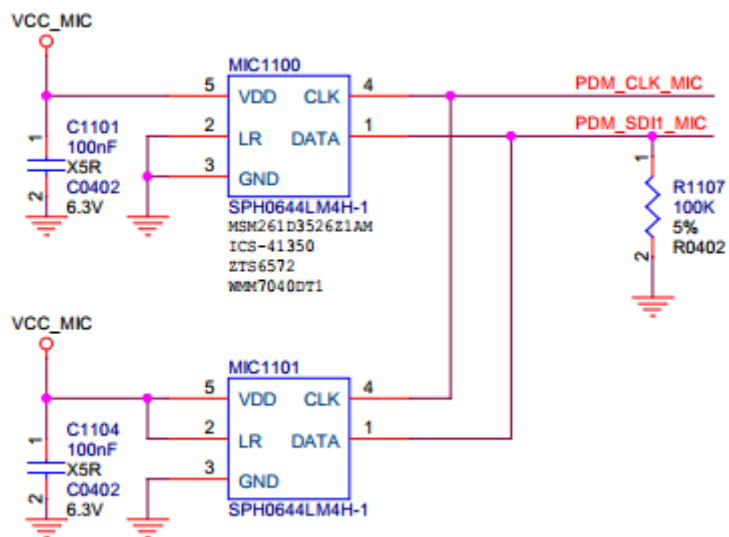 VCC_MIC
MIC1100
5 VDD CLK 4
PDM_CLK_MIC
2 LR DATA 1
PDM_SDI1_MIC
3 GND
SPH0644LM4H-1
MSM261D3526Z1AM
ICS-41350
ZTS6572
WMM7040DT1
1
2
C1101
100nF
X5R
C0402
6.3V
1
2
R1107
100K
5%
R0402
VCC_MIC
MIC1101
5 VDD CLK 4
2 LR DATA 1
3 GND
SPH0644LM4H-1
1
2
C1104
100nF
X5R
C0402
6.3V